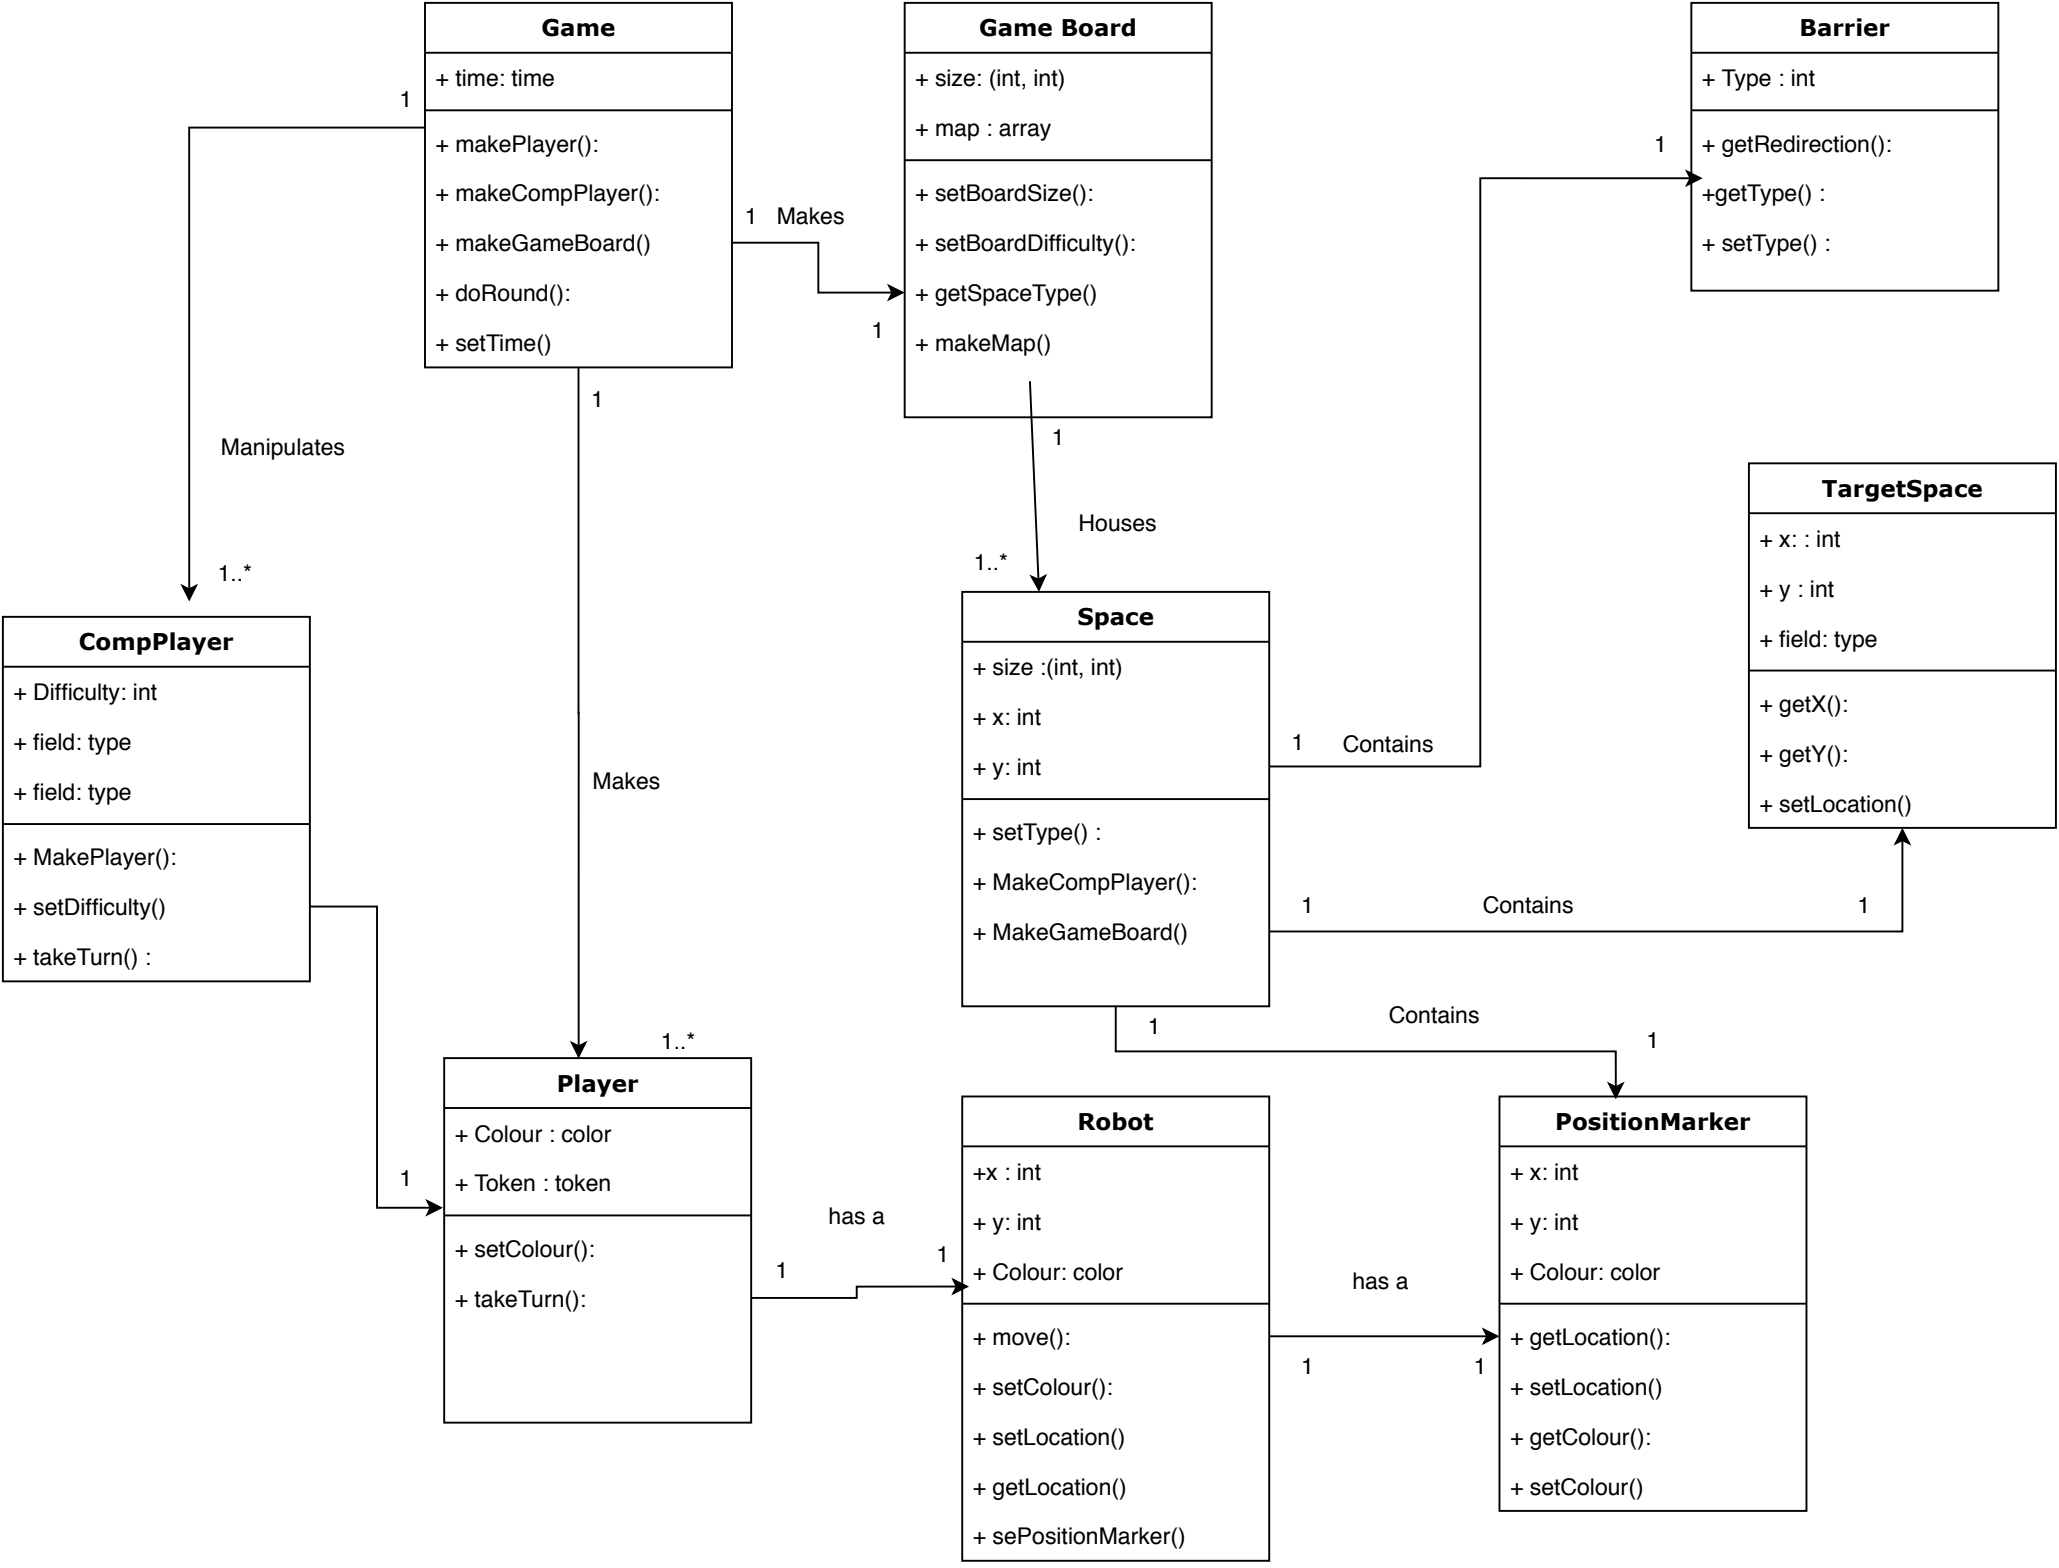 Game
+ time: time
+ makePlayer():
+ makeCompPlayer():
+ makeGameBoard()
+ doRound():
+ setTime()
Game Board
+ size: (int, int)
+ map : array
+ setBoardSize():
+ setBoardDifficulty():
+ getSpaceType()
+ makeMap()
Barrier
+ Type : int
+ getRedirection():
+getType() :
+ setType() :
1
1 Makes
1
1
1
1
Manipulates
1..*
Houses
1..*
TargetSpace
+ x: : int
+ y : int
+ field: type
+ getX():
+ getY():
+ setLocation()
CompPlayer
+ Difficulty: int
+ field: type
+ field: type
+ MakePlayer():
+ setDifficulty()
+ takeTurn() :
Makes
Space
+ size :(int, int)
+ x: int
+ y: int
+ setType() :
+ MakeCompPlayer():
+ MakeGameBoard()
1 Contains
1 Contains 1
1 Contains 1
1..*
1
Player
+ Colour : color
+ Token : token
+ setColour():
+ takeTurn():
has a
1 1
Robot
+x : int
+ y: int
+ Colour: color
+ move():
+ setColour():
+ setLocation()
+ getLocation()
+ sePositionMarker()
has a
1 1
PositionMarker
+ x: int
+ y: int
+ Colour: color
+ getLocation():
+ setLocation()
+ getColour():
+ setColour()